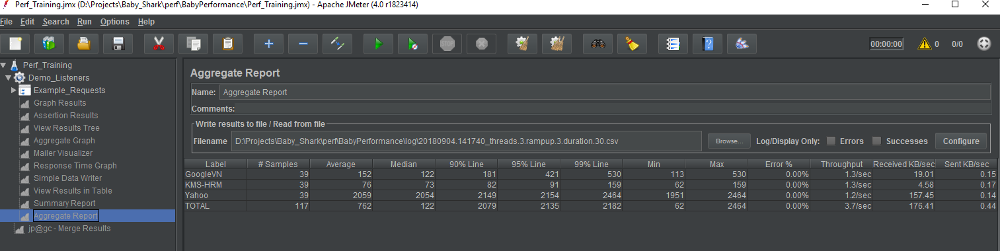 Perf_Training.jmx (D:\Projects\Baby_Shark\perf\BabyPerformance\Perf_Training.jmx) - Apache JMeter (4.0 r1823414)
File Edit Search Run Options Help
STOP 00:00:00 0 0/0
Perf_Training
Demo_Listeners
Example_Requests
Graph Results
Assertion Results
View Results Tree
Aggregate Graph
Mailer Visualizer
Response Time Graph
Simple Data Writer
View Results in Table
Summary Report
Aggregate Report
jp@gc - Merge Results
Aggregate Report
Name: Aggregate Report
Comments:
Write results to file / Read from file
Filename D:\Projects\Baby_Shark\perf\BabyPerformance\log\20180904.141740_threads.3.rampup.3.duration.30.csv Browse... Log/Display Only: Errors Successes Configure
Label # Samples Average Median 90% Line 95% Line 99% Line Min Max Error % Throughput Received KB/sec Sent KB/sec
GoogleVN 39 152 122 181 421 530 113 530 0.00% 1.3/sec 19.01 0.15
KMS-HRM 39 76 73 82 91 159 62 159 0.00% 1.3/sec 4.58 0.17
Yahoo 39 2059 2054 2149 2154 2464 1951 2464 0.00% 1.2/sec 157.45 0.14
TOTAL 117 762 122 2079 2135 2182 62 2464 0.00% 3.7/sec 176.41 0.44